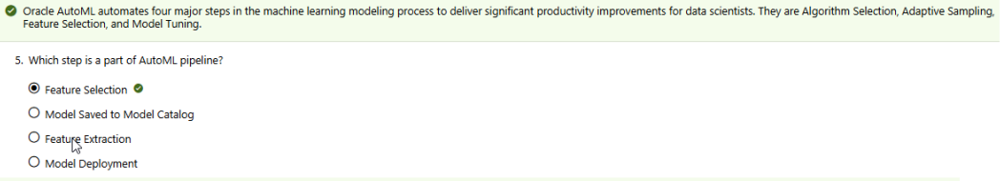 Oracle AutoML automates four major steps in the machine learning modeling process to deliver significant productivity improvements for data scientists. They are Algorithm Selection, Adaptive Sampling,
Feature Selection, and Model Tuning.
5. Which step is a part of AutoML pipeline?
Feature Selection
Model Saved to Model Catalog
Feature Extraction
Model Deployment